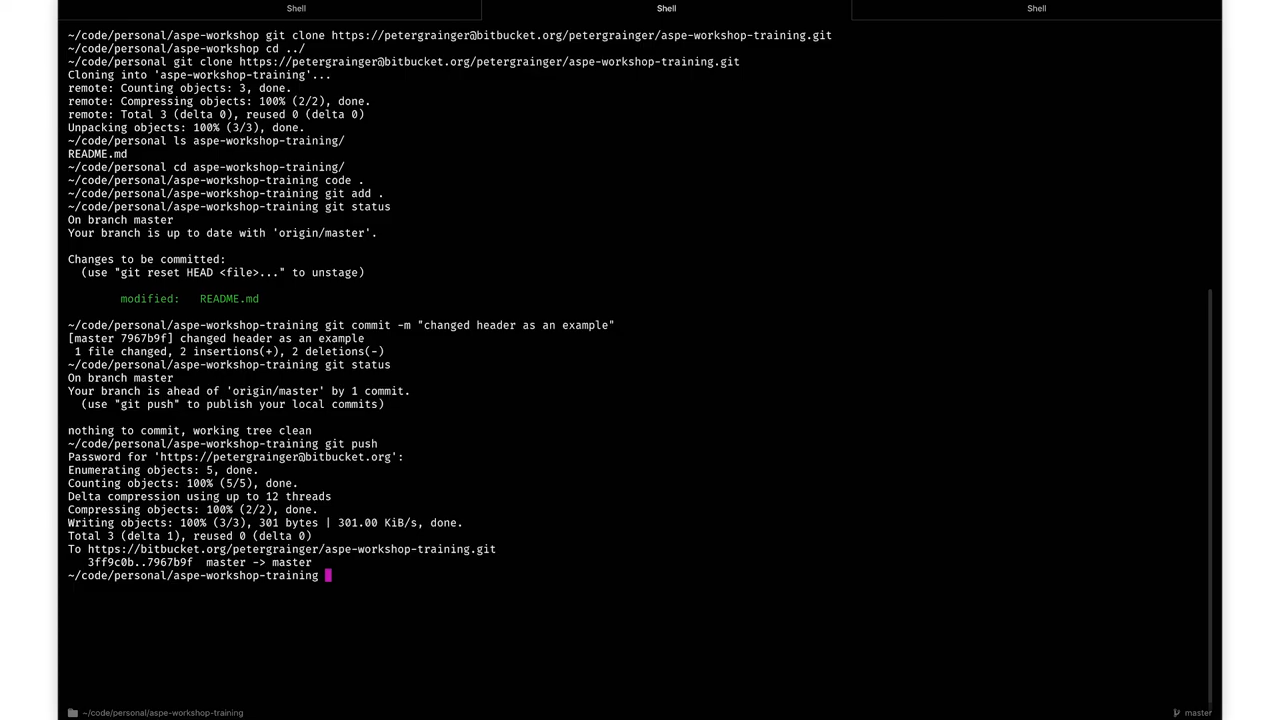 Shell
Shell
Shell
~/code/personal/aspe-workshop git clone https://petergrainger@bitbucket.org/petergrainger/aspe-workshop-training.git
~/code/personal/aspe-workshop cd ../
~/code/personal git clone https://petergrainger@bitbucket.org/petergrainger/aspe-workshop-training.git
Cloning into 'aspe-workshop-training'...
remote: Counting objects: 3, done.
remote: Compressing objects: 100% (2/2), done.
remote: Total 3 (delta 0), reused 0 (delta 0)
Unpacking objects: 100% (3/3), done.
~/code/personal ls aspe-workshop-training/
README.md
~/code/personal cd aspe-workshop-training/
~/code/personal/aspe-workshop-training code .
~/code/personal/aspe-workshop-training git add .
~/code/personal/aspe-workshop-training git status
On branch master
Your branch is up to date with 'origin/master'.
Changes to be committed:
(use "git reset HEAD <file>..." to unstage)
modified: README.md
~/code/personal/aspe-workshop-training git commit -m "changed header as an example"
[master 7967b9f] changed header as an example
1 file changed, 2 insertions(+), 2 deletions(-)
~/code/personal/aspe-workshop-training git status
On branch master
Your branch is ahead of 'origin/master' by 1 commit.
(use "git push" to publish your local commits)
nothing to commit, working tree clean
~/code/personal/aspe-workshop-training git push
Password for 'https://petergrainger@bitbucket.org':
Enumerating objects: 5, done.
Counting objects: 100% (5/5), done.
Delta compression using up to 12 threads
Compressing objects: 100% (2/2), done.
Writing objects: 100% (3/3), 301 bytes | 301.00 KiB/s, done.
Total 3 (delta 1), reused 0 (delta 0)
To https://bitbucket.org/petergrainger/aspe-workshop-training.git
3ff9c0b..7967b9f master -> master
~/code/personal/aspe-workshop-training
~/code/personal/aspe-workshop-training
master